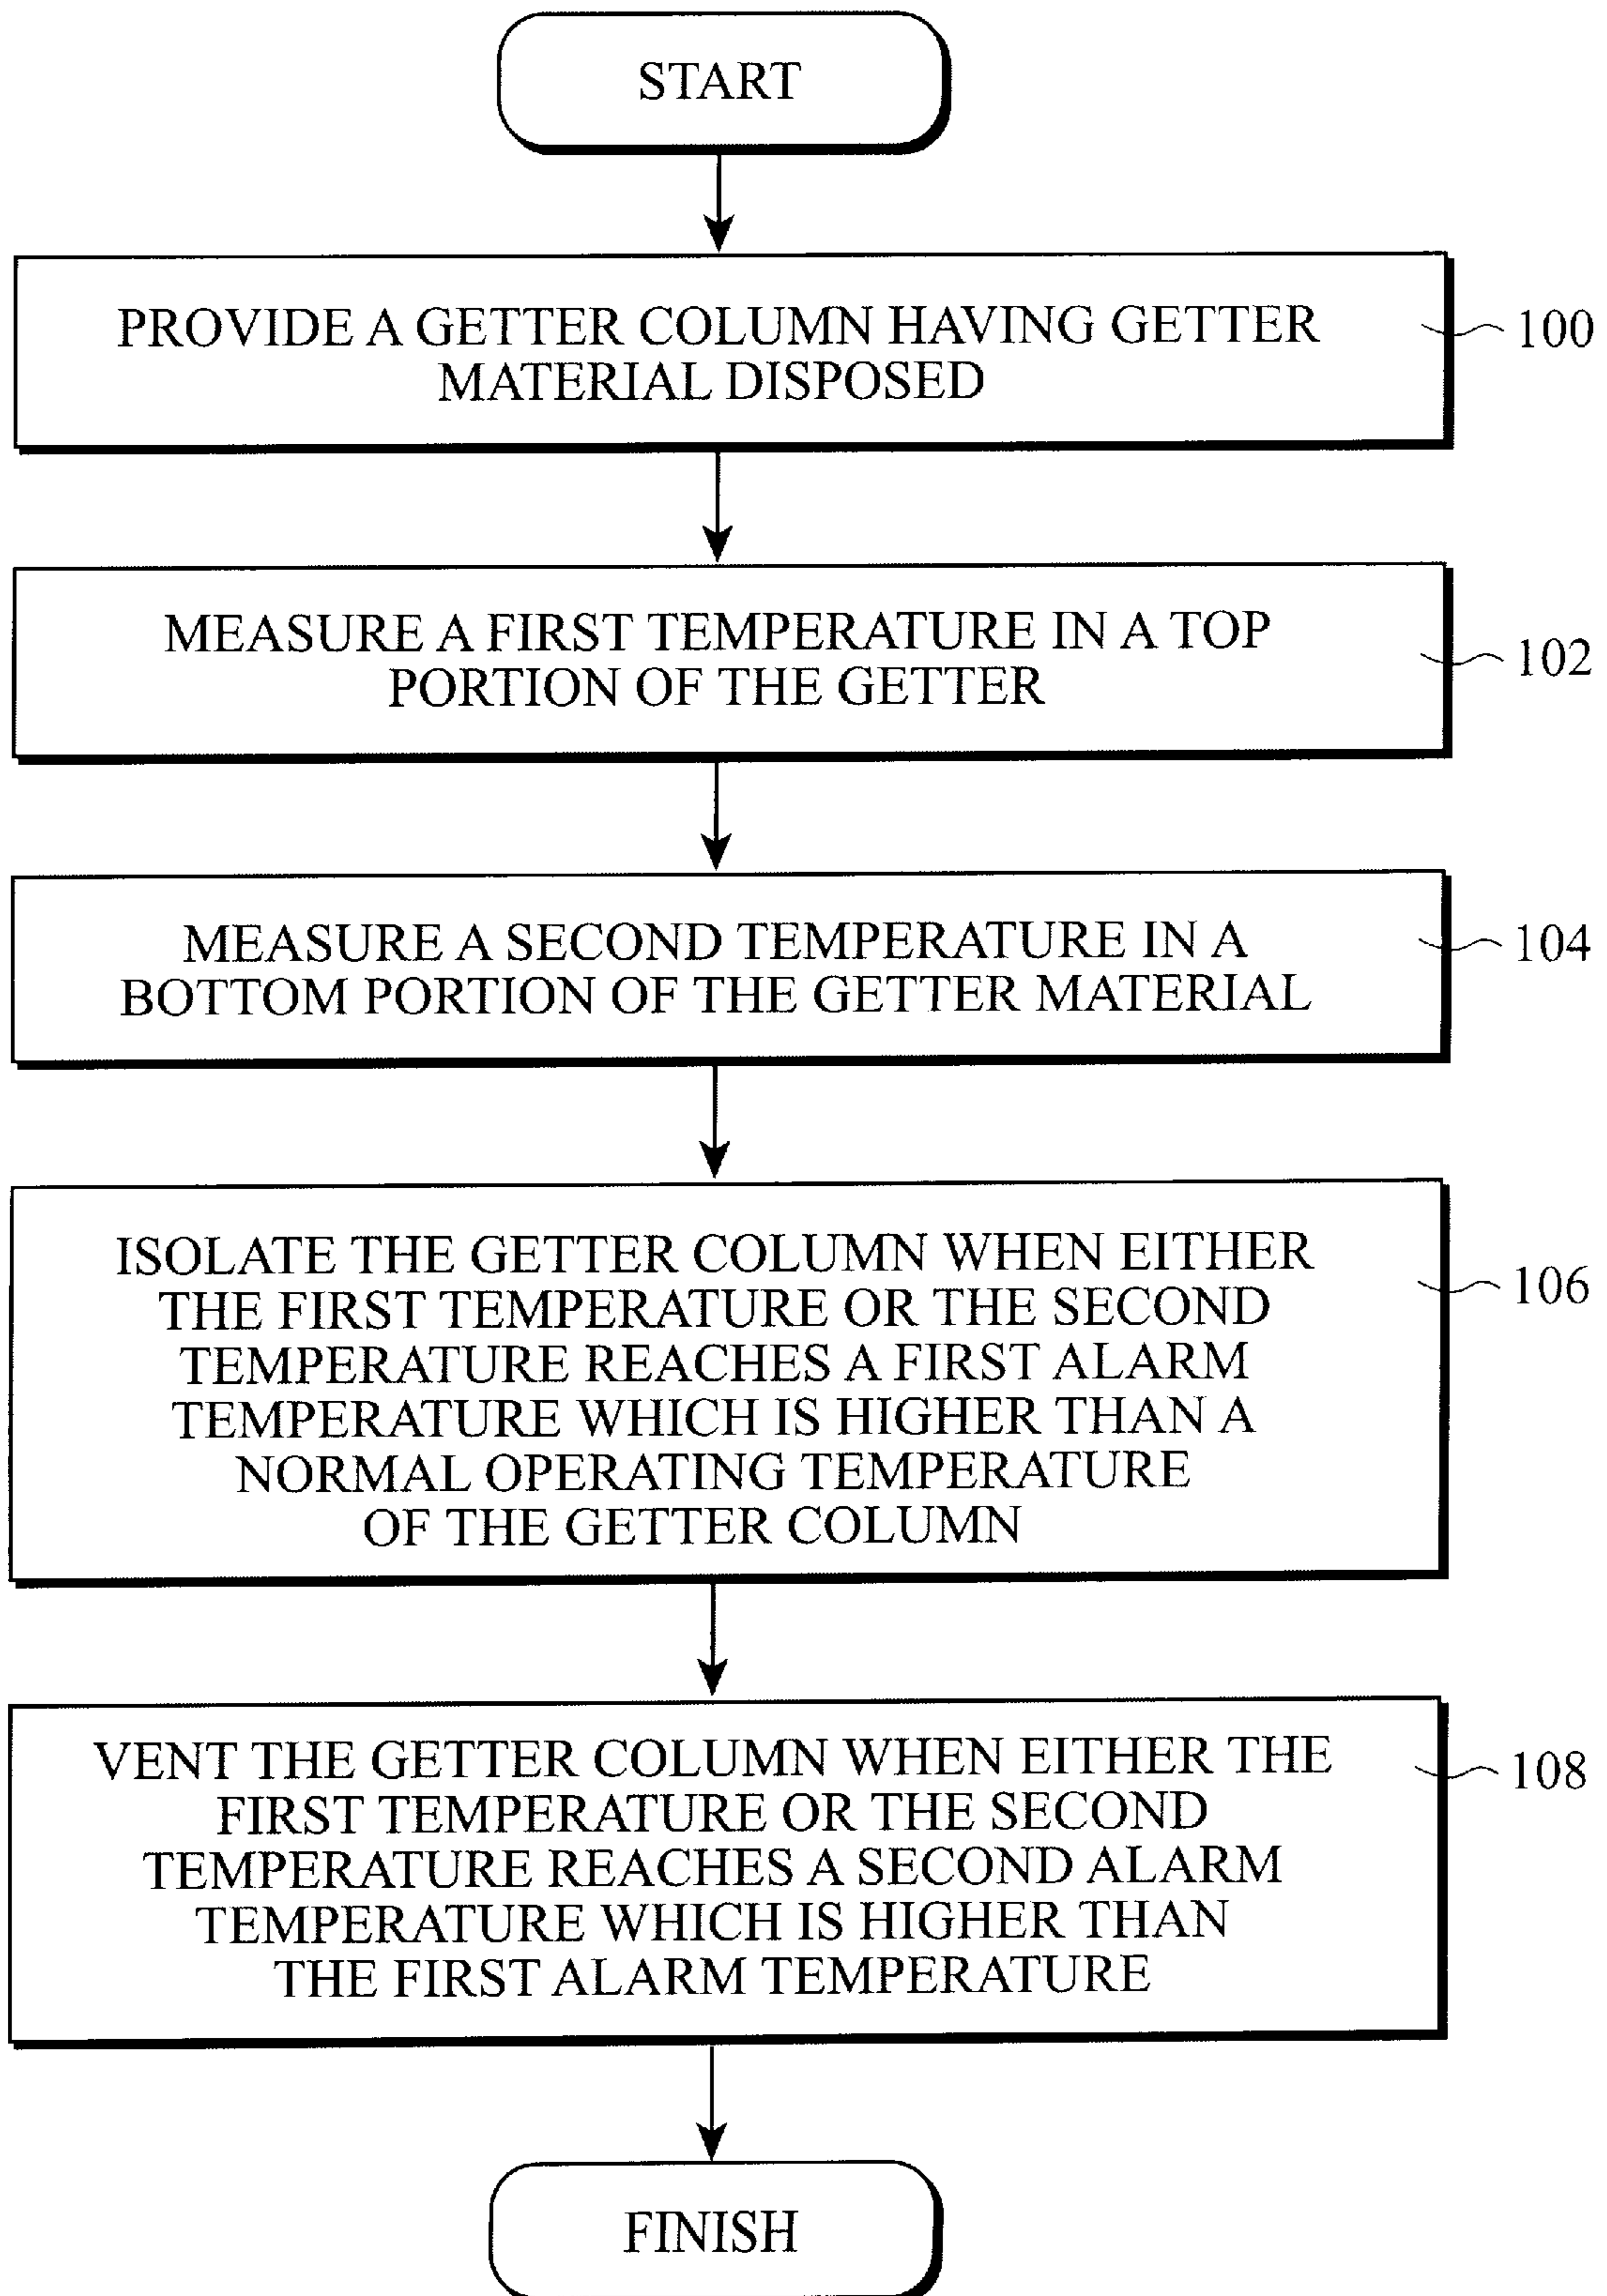 START
PROVIDE A GETTER COLUMN HAVING GETTER
MATERIAL DISPOSED
100
MEASURE A FIRST TEMPERATURE IN A TOP
PORTION OF THE GETTER
102
MEASURE A SECOND TEMPERATURE IN A
BOTTOM PORTION OF THE GETTER MATERIAL
104
ISOLATE THE GETTER COLUMN WHEN EITHER
THE FIRST TEMPERATURE OR THE SECOND
TEMPERATURE REACHES A FIRST ALARM
TEMPERATURE WHICH IS HIGHER THAN A
NORMAL OPERATING TEMPERATURE
OF THE GETTER COLUMN
106
VENT THE GETTER COLUMN WHEN EITHER THE
FIRST TEMPERATURE OR THE SECOND
TEMPERATURE REACHES A SECOND ALARM
TEMPERATURE WHICH IS HIGHER THAN
THE FIRST ALARM TEMPERATURE
108
FINISH